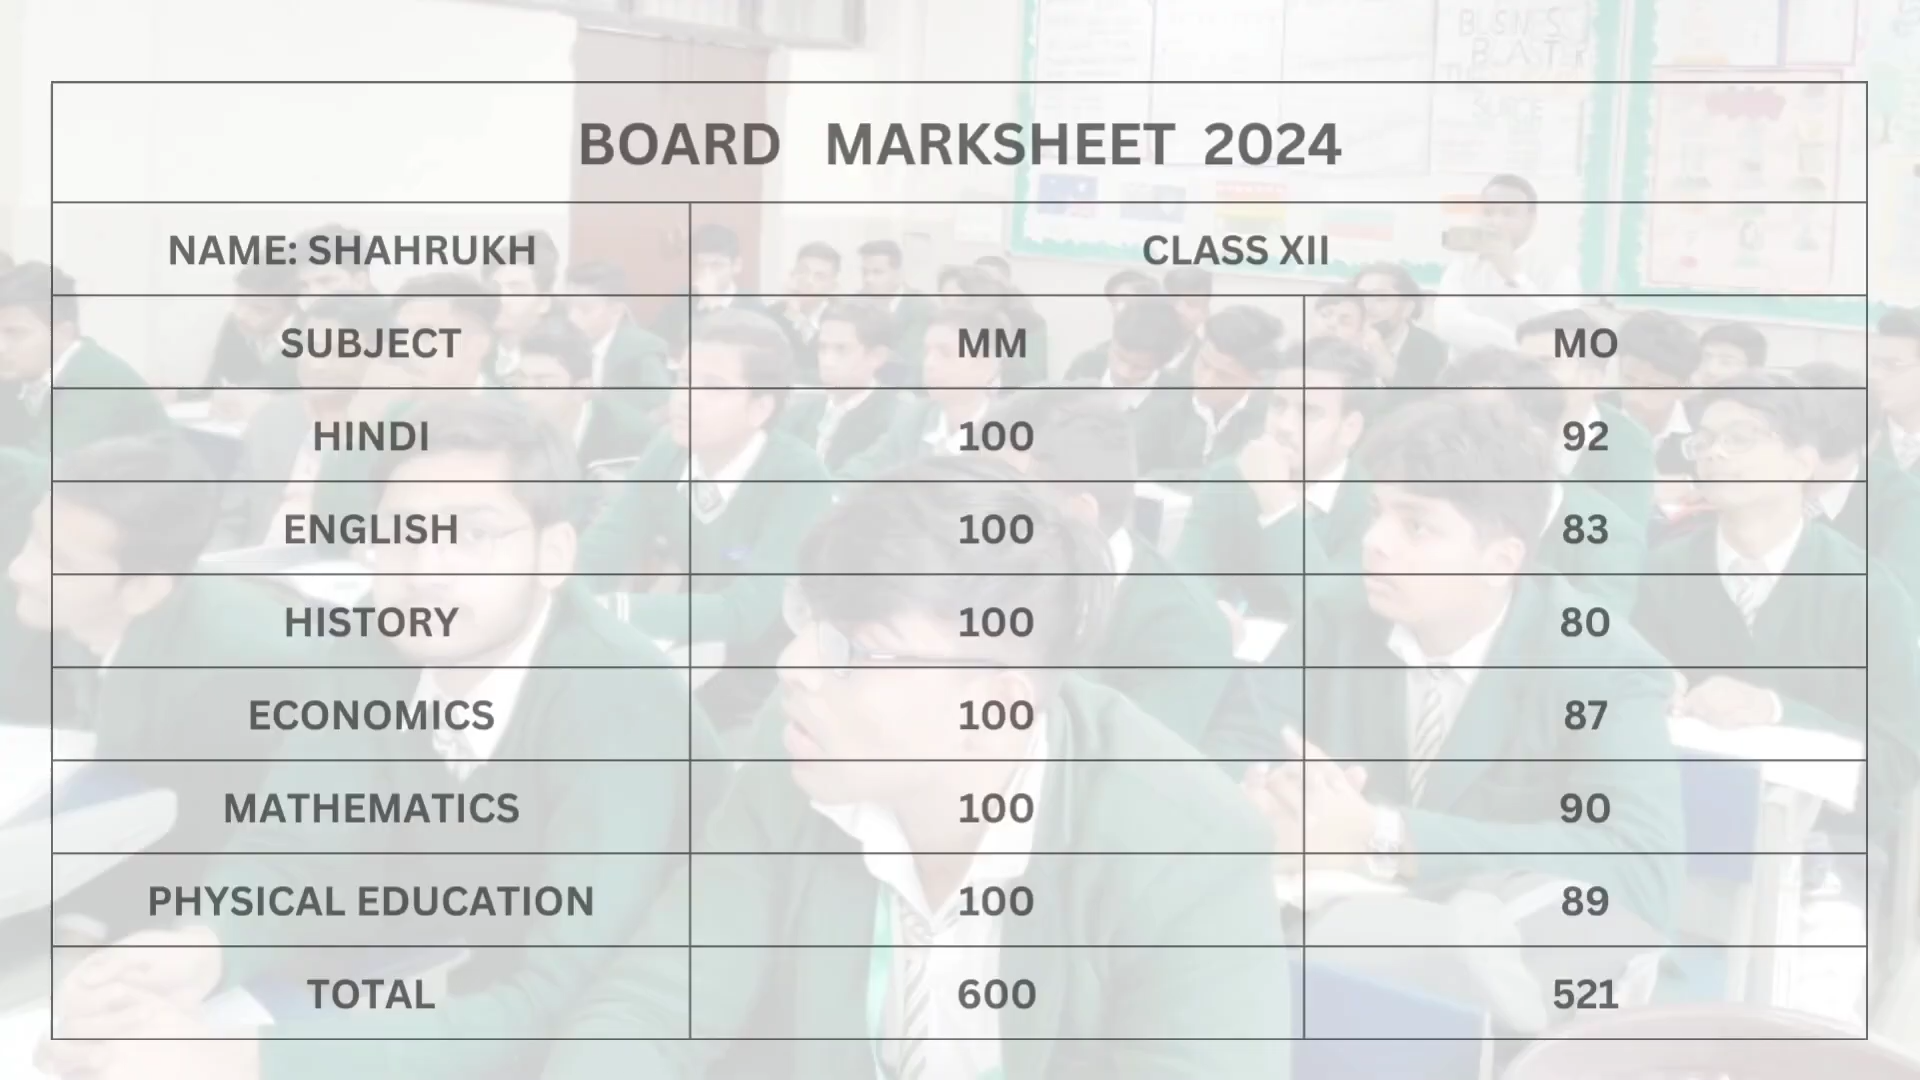 BOARD MARKSHEET 2024
NAME: SHAHRUKH CLASS XII
SUBJECT MM MO
HINDI 100 92
ENGLISH 100 83
HISTORY 100 80
ECONOMICS 100 87
MATHEMATICS 100 90
PHYSICAL EDUCATION 100 89
TOTAL 600 521